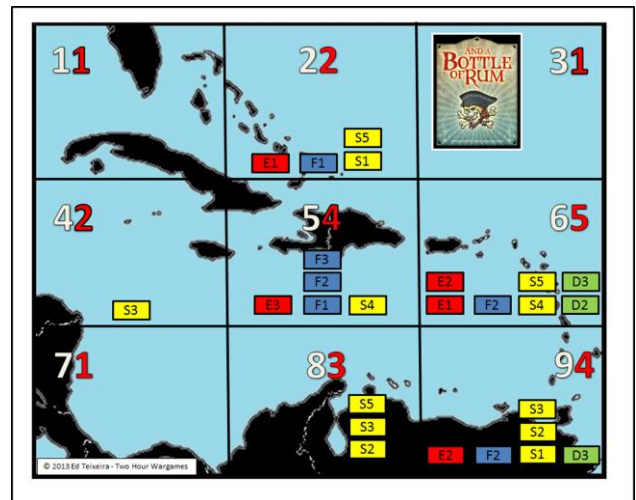 11
22
31
AND A
BOTTLE
OF RUM
S5
E1 F1 S1
42
54
65
F3
F2
E2 S5 D3
S3
E3 F1 S4
E1 F2 S4 D2
71
83
94
S5
S3
S3
S2
S2
E2 F2 S1 D3
© 2013 Ed Teixeira - Two Hour Wargames